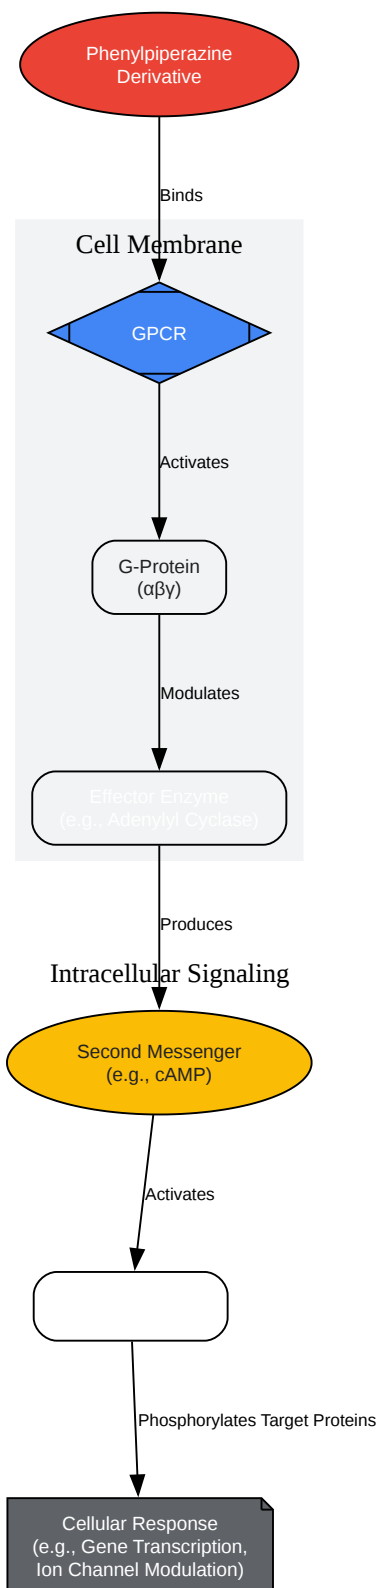 Phenylpiperazine
Derivative
Binds
Cell Membrane
GPCR
Activates
G-Protein
(αβγ)
Modulates
Effector Enzyme
(e.g., Adenylyl Cyclase)
Produces
Intracellular Signaling
Second Messenger
(e.g., cAMP)
Activates
Phosphorylates Target Proteins
Cellular Response
(e.g., Gene Transcription,
Ion Channel Modulation)